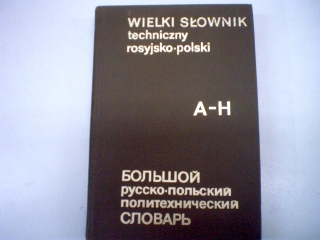 WIELKI SŁOWNIK
techniczny
rosyjsko-polski
А-Н
БОЛЬШОЙ
русско-польский
политехнический
СЛОВАРЬ